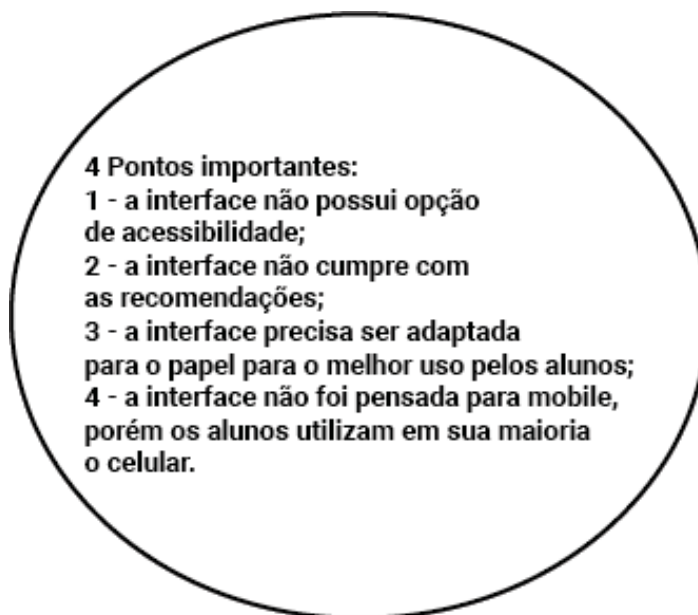 4 Pontos importantes:
1 - a interface não possui opção
de acessibilidade;
2 - a interface não cumpre com
as recomendações;
3 - a interface precisa ser adaptada
para o papel para o melhor uso pelos alunos;
4 - a interface não foi pensada para mobile,
porém os alunos utilizam em sua maioria
o celular.